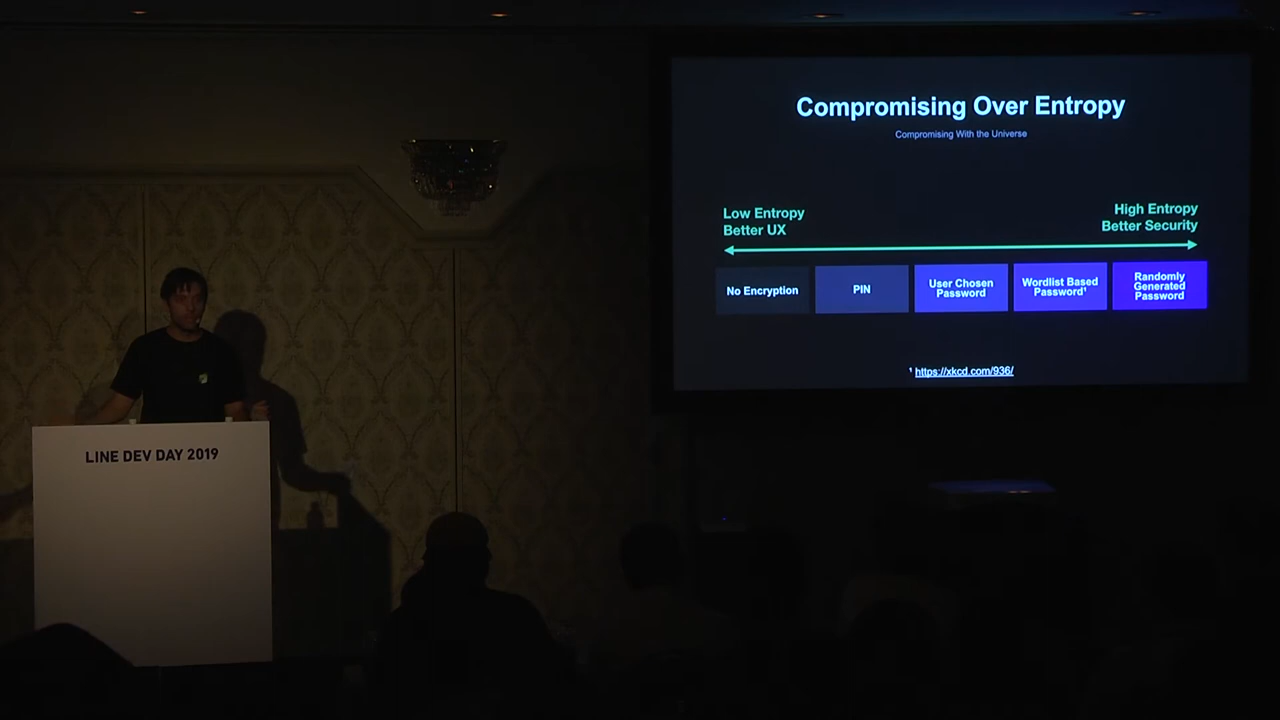 Compromising Over Entropy
Compromising With the Universe
Low Entropy
Better UX
High Entropy
Better Security
No Encryption
PIN
User Chosen
Password
Wordlist Based
Password¹
Randomly
Generated
Password
¹ https://xkcd.com/936/
LINE DEV DAY 2019